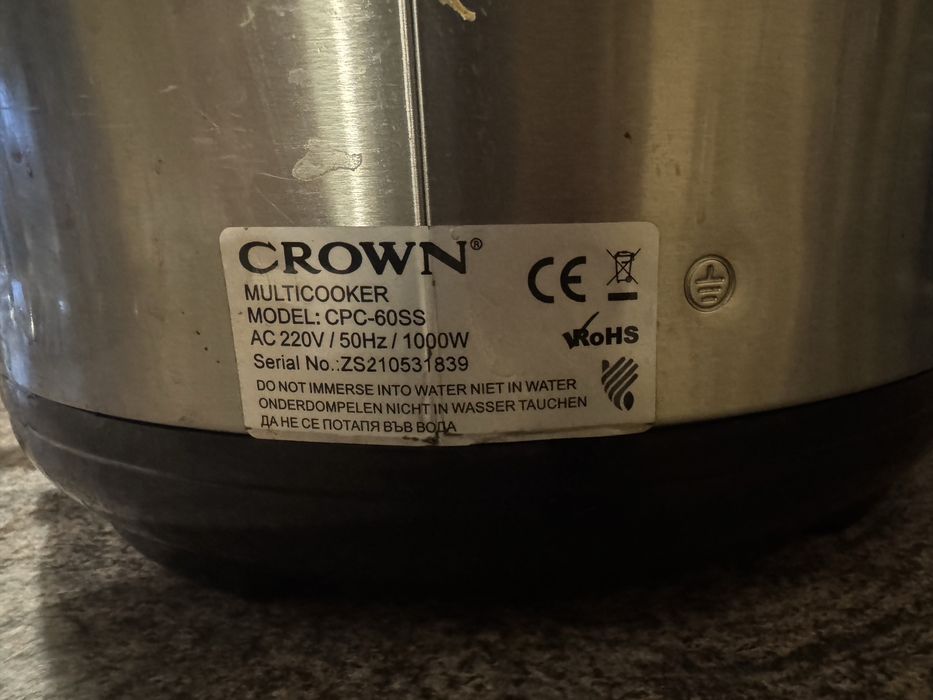 CROWN®
MULTICOOKER
MODEL: CPC-60SS
AC 220V / 50Hz / 1000W
Serial No.:ZS210531839
DO NOT IMMERSE INTO WATER NIET IN WATER
ONDERDOMPELEN NICHT IN WASSER TAUCHEN
ДА НЕ СЕ ПОТАПЯ ВЪВ ВОДА
CE
RoHS